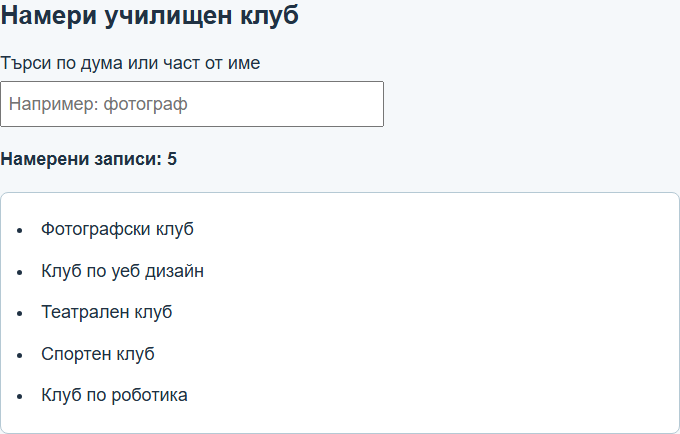 Намери училищен клуб
Търси по дума или част от име
Например: фотограф
Намерени записи: 5
Фотографски клуб
Клуб по уеб дизайн
Театрален клуб
Спортен клуб
Клуб по роботика